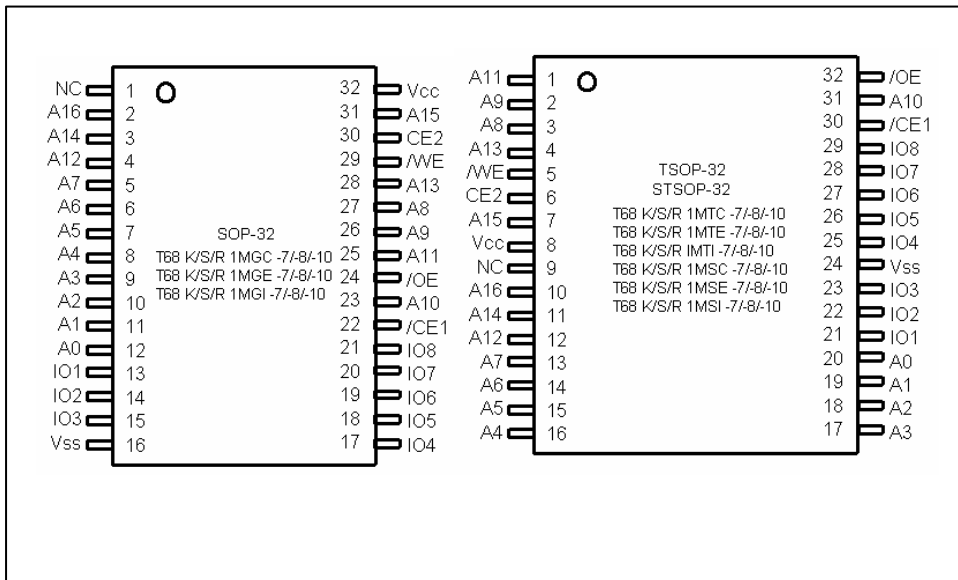 NC 1 32 Vcc
A16 2 31 A15
A14 3 30 CE2
A12 4 29 /WE
A7 5 28 A13
A6 6 27 A8
A5 7 26 A9
A4 8 25 A11
A3 9 24 /OE
A2 10 23 A10
A1 11 22 /CE1
A0 12 21 IO8
IO1 13 20 IO7
IO2 14 19 IO6
IO3 15 18 IO5
Vss 16 17 IO4
SOP-32
T68 K/S/R 1MGC -7/-8/-10
T68 K/S/R 1MGE -7/-8/-10
T68 K/S/R 1MGI -7/-8/-10
A11 1 32 /OE
A9 2 31 A10
A8 3 30 /CE1
A13 4 29 IO8
/WE 5 28 IO7
CE2 6 27 IO6
A15 7 26 IO5
Vcc 8 25 IO4
NC 9 24 Vss
A16 10 23 IO3
A14 11 22 IO2
A12 12 21 IO1
A7 13 20 A0
A6 14 19 A1
A5 15 18 A2
A4 16 17 A3
TSOP-32
STSOP-32
T68 K/S/R 1MTC -7/-8/-10
T68 K/S/R 1MTE -7/-8/-10
T68 K/S/R IMTI -7/-8/-10
T68 K/S/R 1MSC -7/-8/-10
T68 K/S/R 1MSE -7/-8/-10
T68 K/S/R 1MSI -7/-8/-10